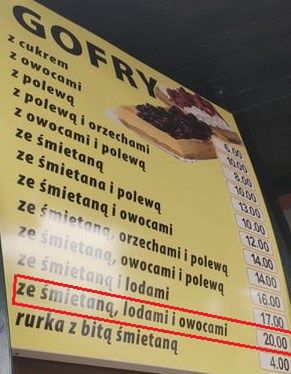 GOFRY
z cukrem 6.00
z owocami 10.00
z polewą 8.00
z polewą i orzechami 10.00
z owocami i polewą 13.00
ze śmietaną 10.00
ze śmietana i polewą 12.00
ze śmietaną i owocami 14.00
ze śmietaną, orzechami i polewą 14.00
ze śmietaną, owocami i polewą 16.00
ze śmietaną i lodami 17.00
ze śmietaną, lodami i owocami 20.00
rurka z bitą śmietaną 4.00